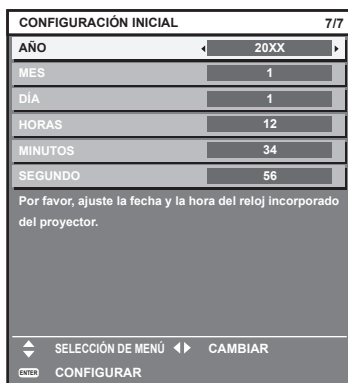 CONFIGURACIÓN INICIAL 7/7
AÑO 20XX
MES 1
DÍA 1
HORAS 12
MINUTOS 34
SEGUNDO 56
Por favor, ajuste la fecha y la hora del reloj incorporado
del proyector.
SELECCIÓN DE MENÚ CAMBIAR
ENTER CONFIGURAR